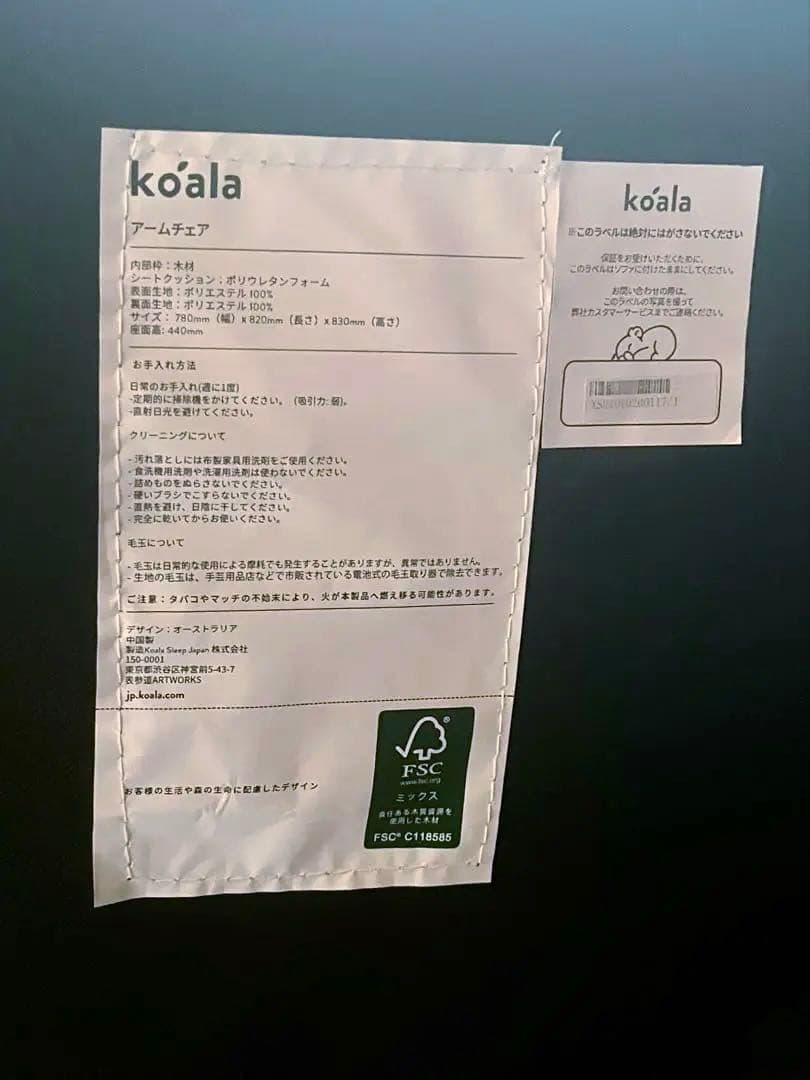 koala
アームチェア
内部枠：木材
シートクッション：ポリウレタンフォーム
表面生地：ポリエステル 100%
裏面生地：ポリエステル 100%
サイズ： 780mm（幅）x 820mm（長さ）x 830mm（高さ）
座面高: 440mm
お手入れ方法
日常のお手入れ(週に1度)
-定期的に掃除機をかけてください。（吸引力: 弱)。
-直射日光を避けてください。
クリーニングについて
- 汚れ落としには布製家具用洗剤をご使用ください。
- 食洗機用洗剤や洗濯用洗剤は使わないでください。
- 詰めものをぬらさないでください。
- 硬いブラシでこすらないでください。
- 直熱を避け、日陰に干してください。
- 完全に乾いてからお使いください。
毛玉について
- 毛玉は日常的な使用による摩耗でも発生することがありますが、異常ではありません。
- 生地の毛玉は、手芸用品店などで市販されている電池式の毛玉取り器で除去できます。
ご注意：タバコやマッチの不始末により、火が本製品へ燃え移る可能性があります。
デザイン：オーストラリア
中国製
製造Koala Sleep Japan 株式会社
150-0001
東京都渋谷区神宮前5-43-7
表参道ARTWORKS
jp.koala.com
お客様の生活や森の生命に配慮したデザイン
®
FSC
www.fsc.org
ミックス
責任ある木質資源を
使用した木材
FSC® C118585
koala
※このラベルは絶対にはがさないでください
保証をお受けいただくために、
このラベルはソファに付けたままにしてください。
お問い合わせの際は、
このラベルの写真を撮って
弊社カスタマーサービスまでご連絡ください。